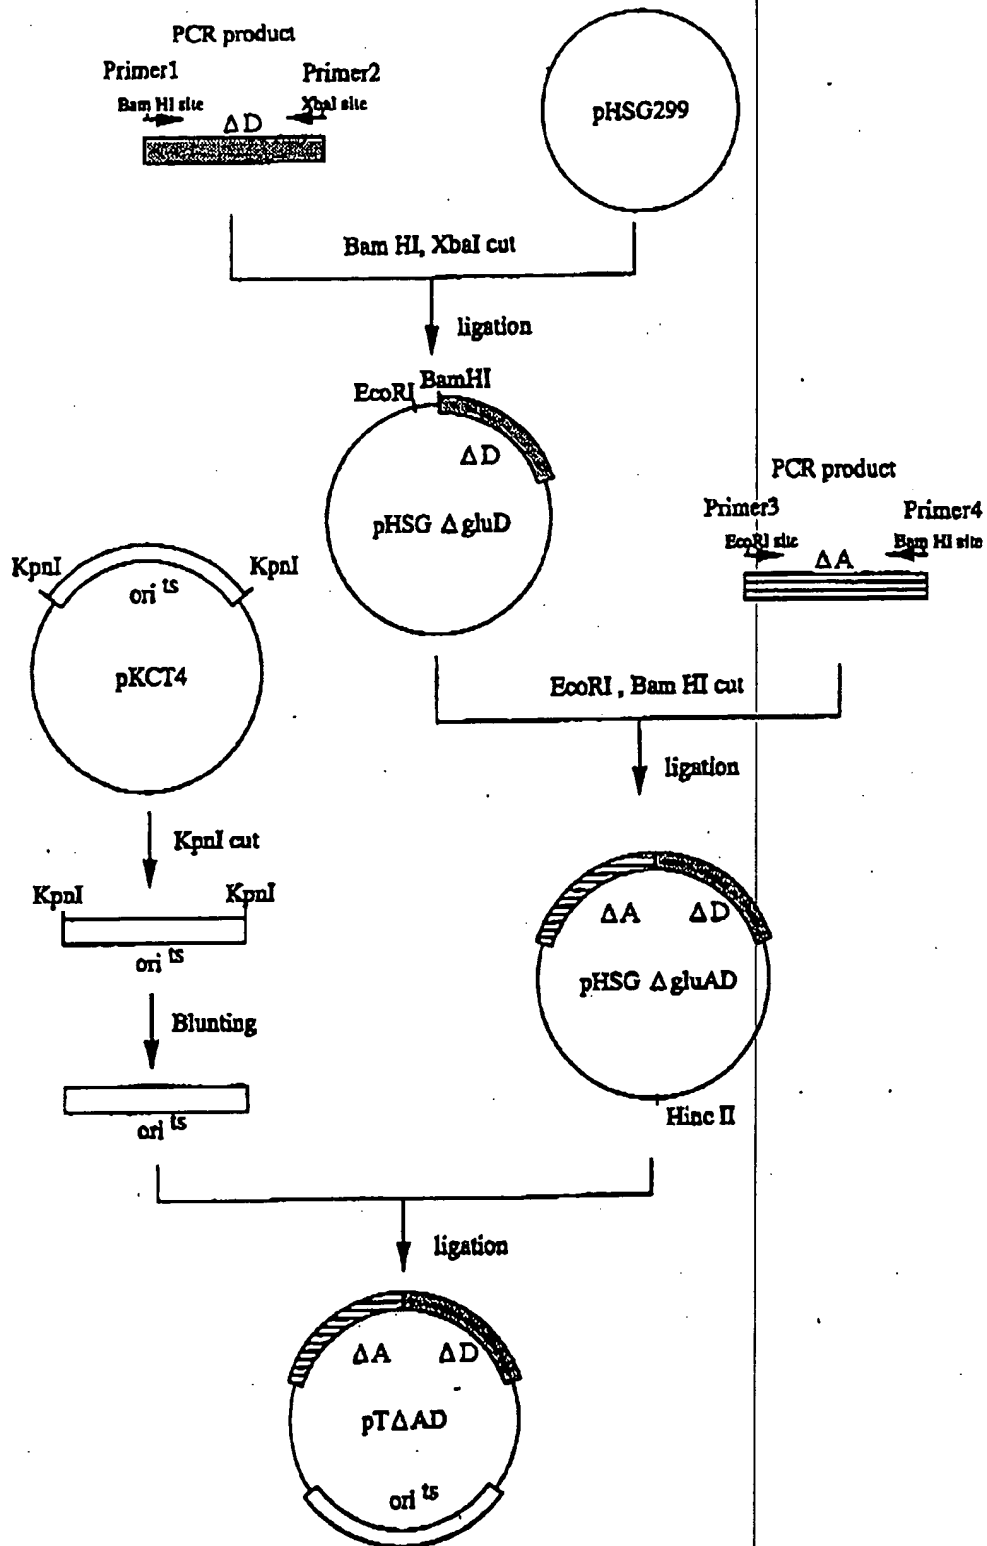 PCR product
Primer1
Primer2
Bam HI site
XbaI site
ΔD
pHSG299
Bam HI, XbaI cut
ligation
EcoRI
BamHI
ΔD
pHSG ΔgluD
PCR product
Primer3
Primer4
EcoRI site
Bam HI site
ΔA
KpnI
KpnI
ori ts
pKCT4
EcoRI , Bam HI cut
ligation
KpnI cut
KpnI
KpnI
ori ts
ΔA
ΔD
pHSG ΔgluAD
Blunting
ori ts
Hinc II
ligation
ΔA
ΔD
pTΔAD
ori ts